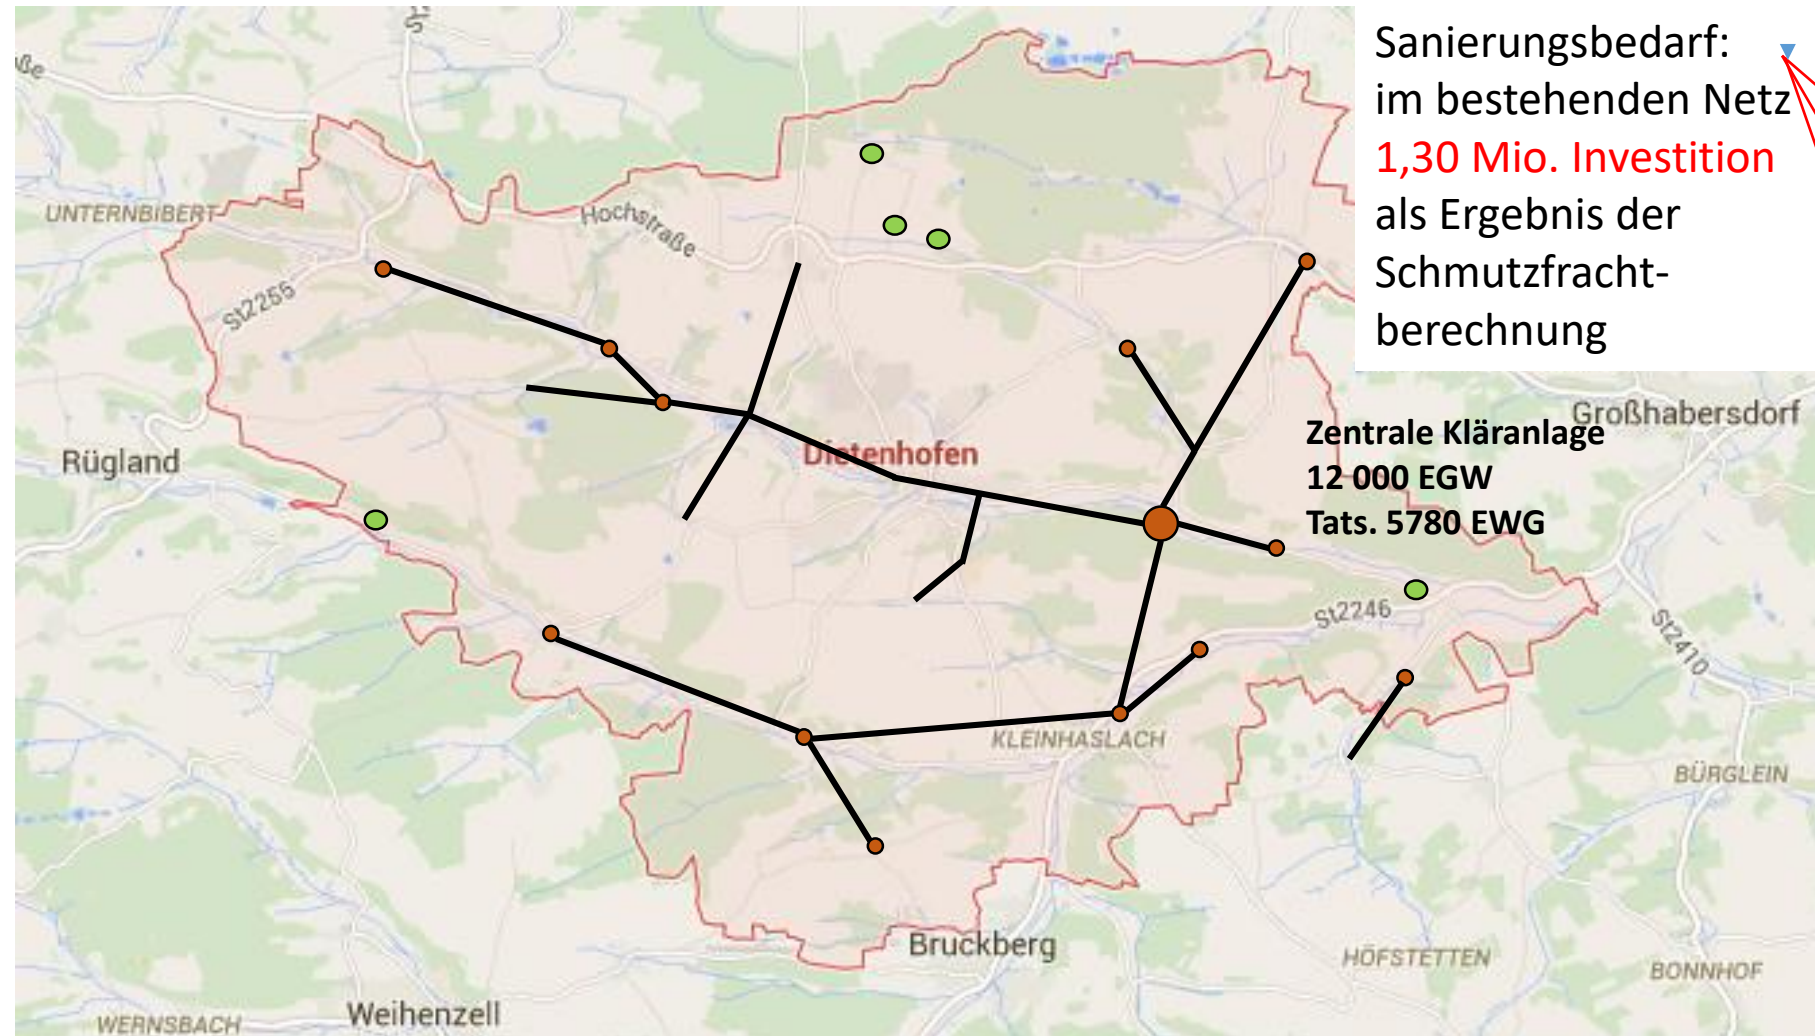 Sanierungsbedarf:
im bestehenden Netz
1,30 Mio. Investition
als Ergebnis der
Schmutzfracht-
berechnung
UNTERNBIBERT
Hochstraße
St2255
Rügland
Dietenhofen
Großhabersdorf
Zentrale Kläranlage
12 000 EGW
Tats. 5780 EWG
St2246
St2410
KLEINHASLACH
BÜRGLEIN
Bruckberg
HÖFSTETTEN
BONNHOF
Weihenzell
WERNSBACH